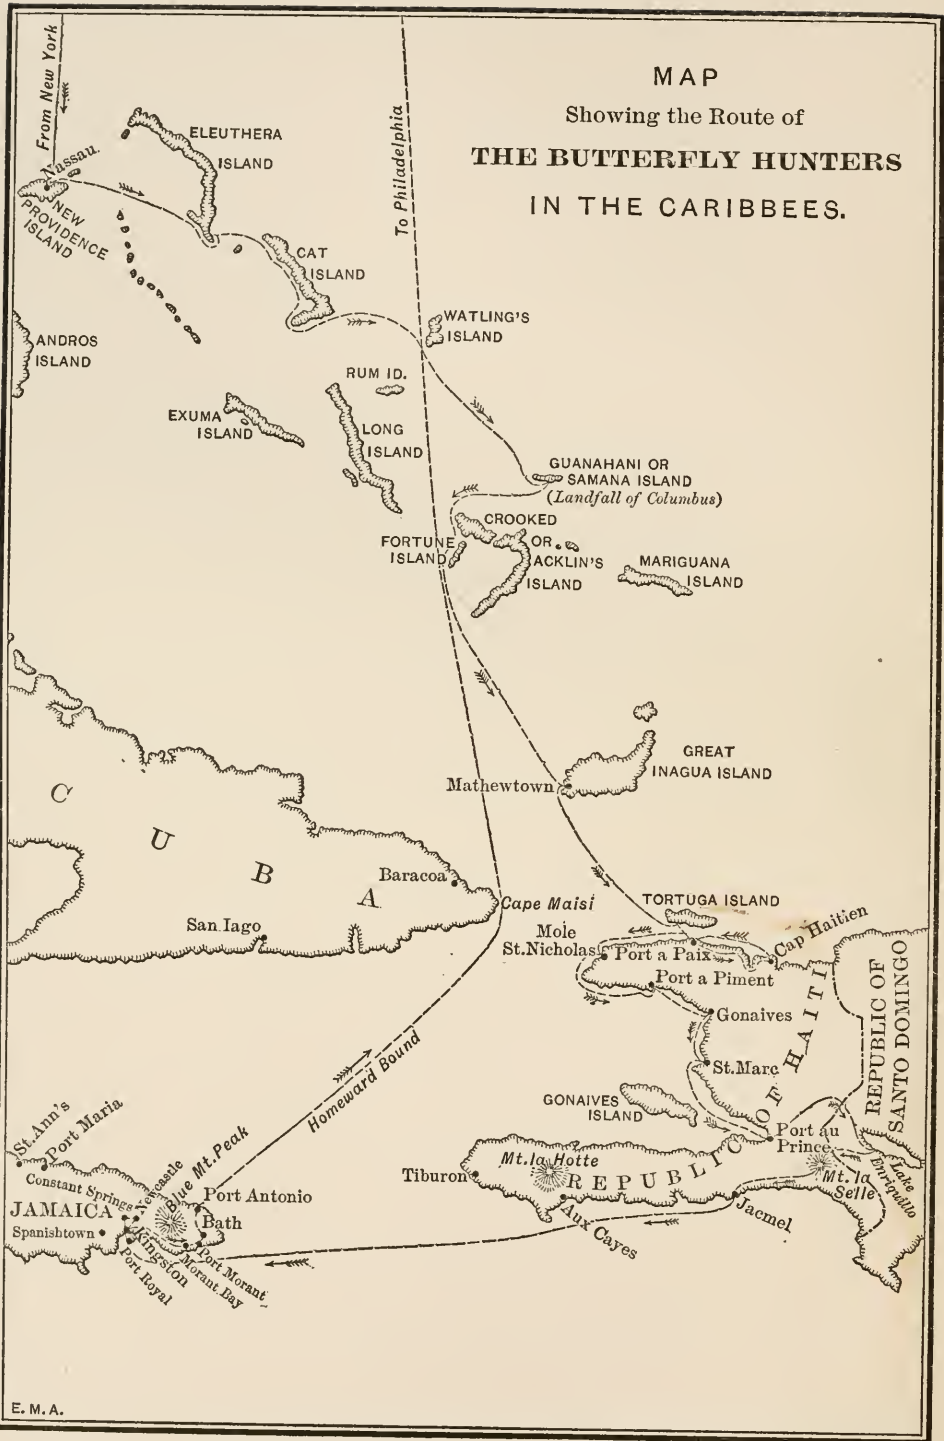 MAP
Showing the Route of
THE BUTTERFLY HUNTERS
IN THE CARIBBEES.
From New York
To Philadelphia
ELEUTHERA
ISLAND
Nassau.
NEW
PROVIDENCE
ISLAND
CAT
ISLAND
WATLING'S
ISLAND
ANDROS
ISLAND
RUM ID.
EXUMA
ISLAND
LONG
ISLAND
GUANAHANI OR
SAMANA ISLAND
(Landfall of Columbus)
CROOKED
OR
ACKLIN'S
ISLAND
FORTUNE
ISLAND
MARIGUANA
ISLAND
GREAT
INAGUA ISLAND
Mathewtown
CUBA
Baracoa
San Iago
Cape Maisi
TORTUGA ISLAND
Mole
St.Nicholas
Port a Paix
Cap Haitien
Port a Piment
Gonaives
St.Marc
GONAIVES
ISLAND
REPUBLIC OF HAITI
REPUBLIC OF
SANTO DOMINGO
Port au
Prince
Mt. la
Selle
Lake
Enriquillo
Mt. la Hotte
Tiburon
Aux Cayes
Jacmel
Homeward Bound
St. Ann's
Port Maria
Constant Springs
Newcastle
Blue Mt. Peak
Port Antonio
JAMAICA
Bath
Spanishtown
Kingston
Port Royal
Port Morant
Morant Bay
E. M. A.